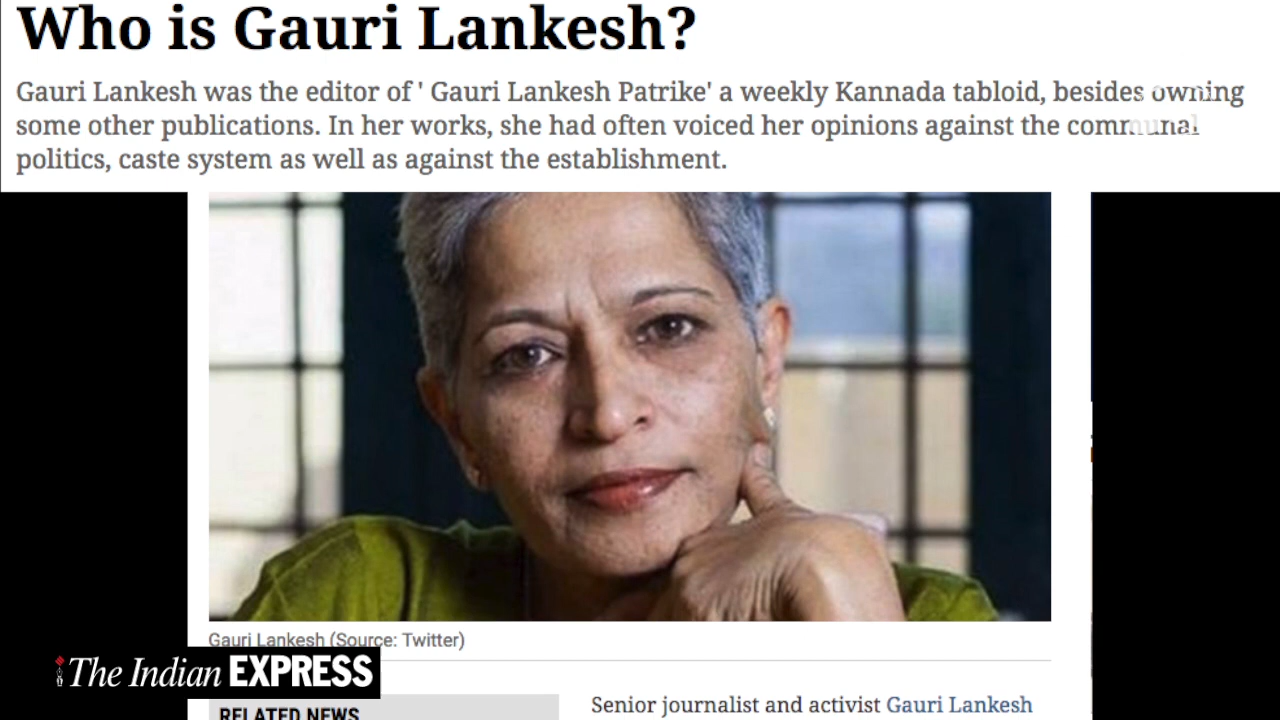 Who is Gauri Lankesh?
Gauri Lankesh was the editor of ' Gauri Lankesh Patrike' a weekly Kannada tabloid, besides owning
some other publications. In her works, she had often voiced her opinions against the communal
politics, caste system as well as against the establishment.
Gauri Lankesh (Source: Twitter)
The Indian EXPRESS
RELATED NEWS
Senior journalist and activist Gauri Lankesh